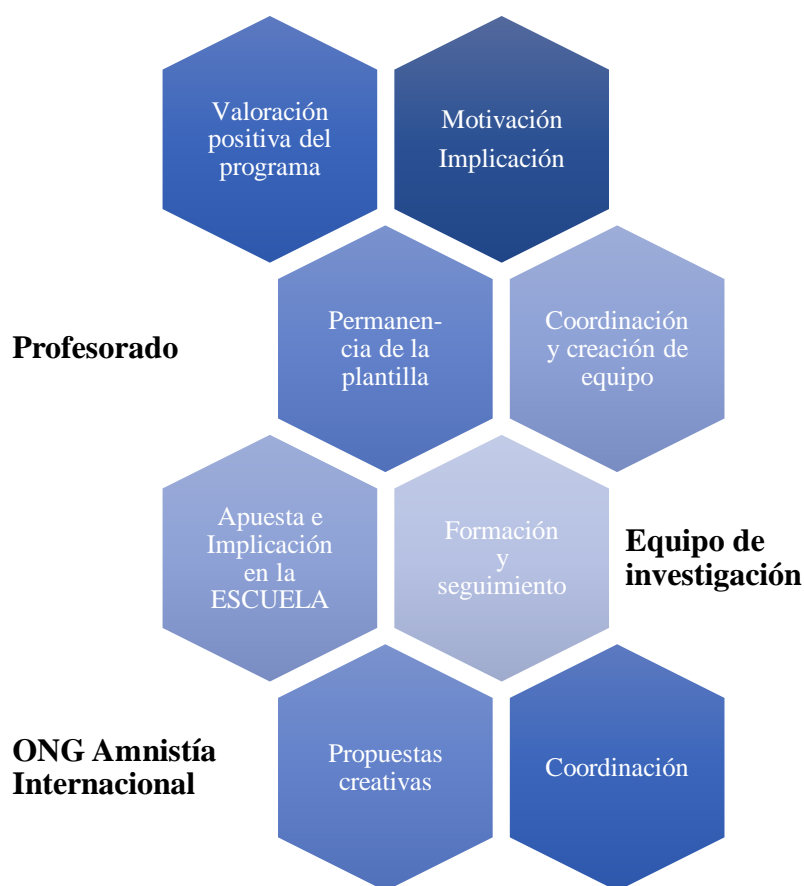 Valoración
positiva del
programa
Motivación
Implicación
Profesorado
Permanen-
cia de la
plantilla
Coordinación
y creación de
equipo
Apuesta e
Implicación
en la
ESCUELA
Formación
y
seguimiento
Equipo de
investigación
ONG Amnistía
Internacional
Propuestas
creativas
Coordinación